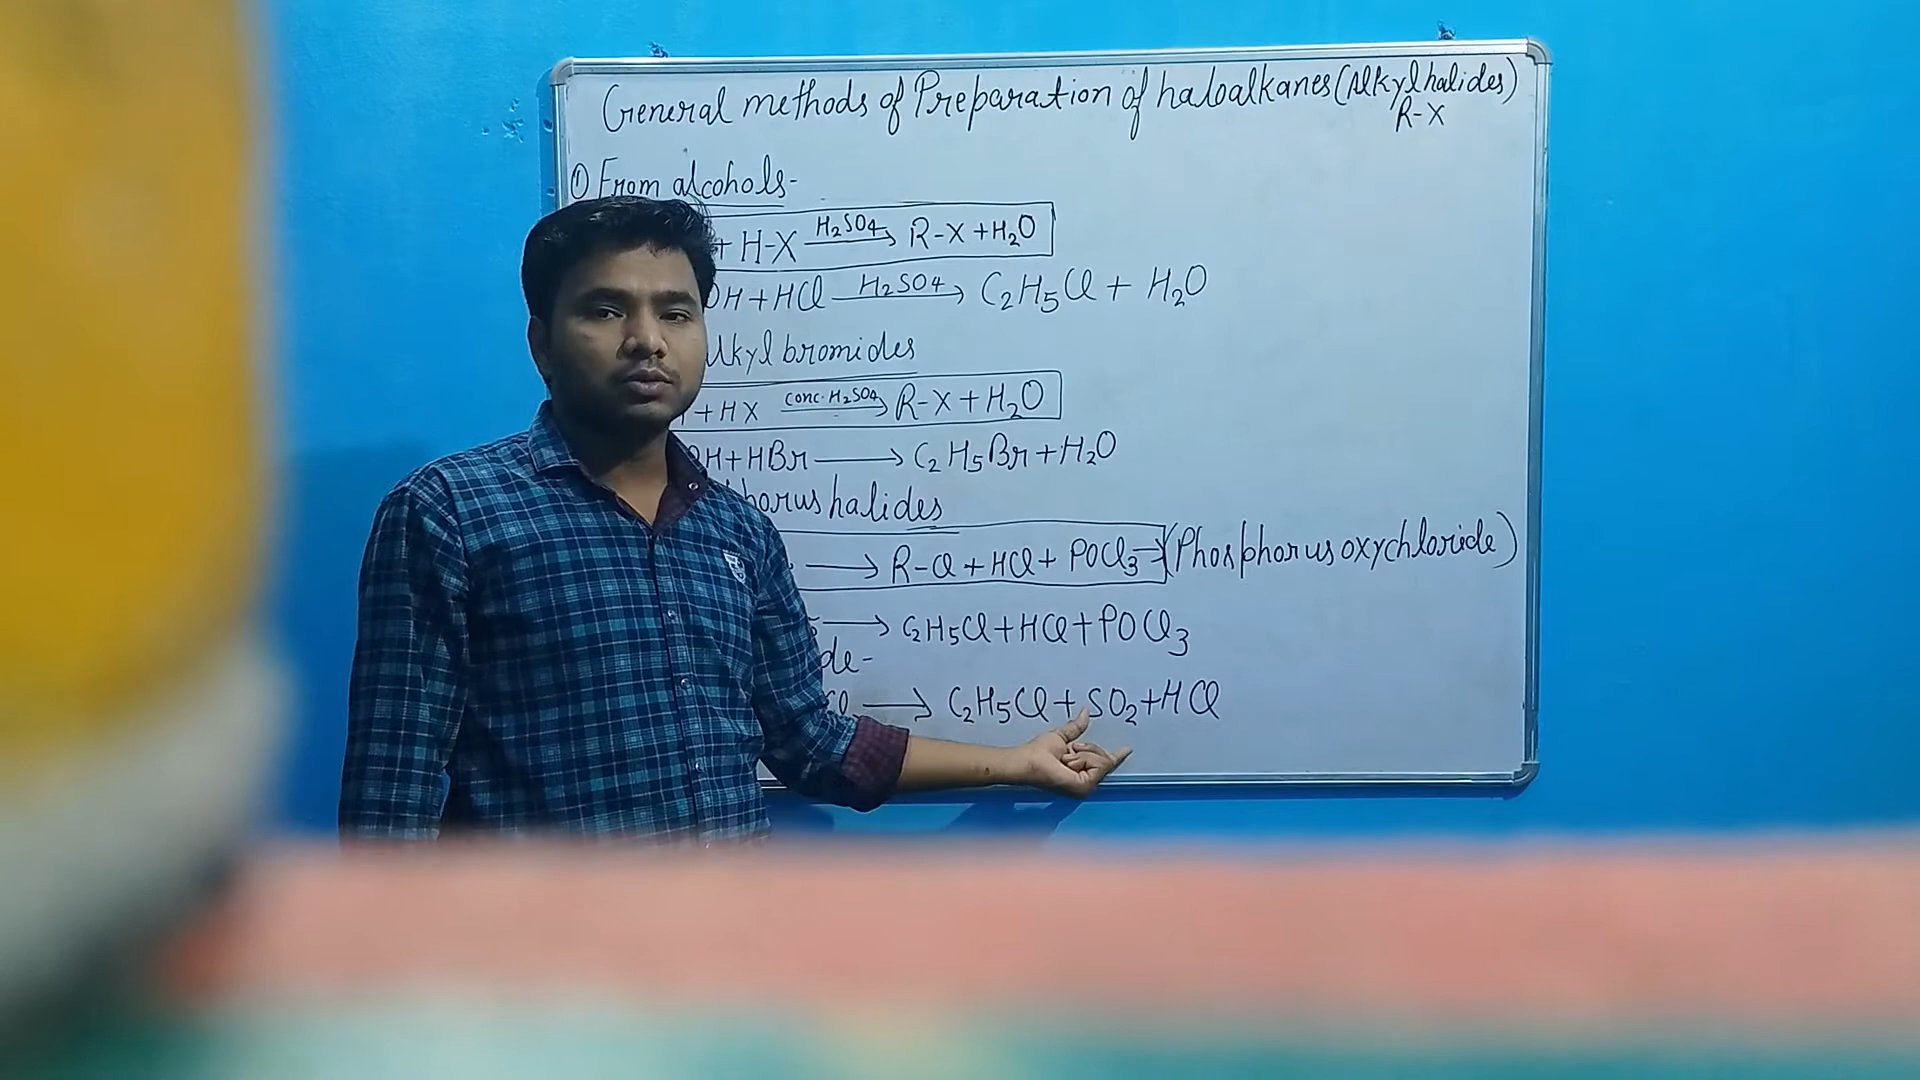 General methods of Preparation of haloalkanes (Alkyl halides)
R-X
① From alcohols-
+ H-X H₂SO₄→ R-X + H₂O
OH + HCl H₂SO₄→ C₂H₅Cl + H₂O
Alkyl bromides
+ HX conc. H₂SO₄→ R-X + H₂O
OH + HBr → C₂H₅Br + H₂O
horus halides
→ R-Cl + HCl + POCl₃ → (Phosphorus oxychloride)
→ C₂H₅Cl + HCl + POCl₃
de-
Cl → C₂H₅Cl + SO₂ + HCl